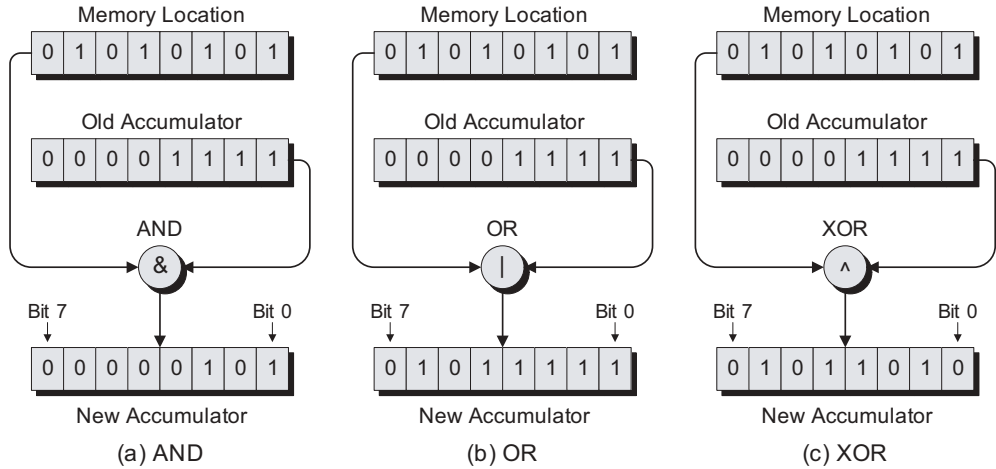 Memory Location
0 1 0 1 0 1 0 1
Old Accumulator
0 0 0 0 1 1 1 1
AND
&
Bit 7 Bit 0
0 0 0 0 0 1 0 1
New Accumulator
(a) AND
Memory Location
0 1 0 1 0 1 0 1
Old Accumulator
0 0 0 0 1 1 1 1
OR
|
Bit 7 Bit 0
0 1 0 1 1 1 1 1
New Accumulator
(b) OR
Memory Location
0 1 0 1 0 1 0 1
Old Accumulator
0 0 0 0 1 1 1 1
XOR
^
Bit 7 Bit 0
0 1 0 1 1 0 1 0
New Accumulator
(c) XOR